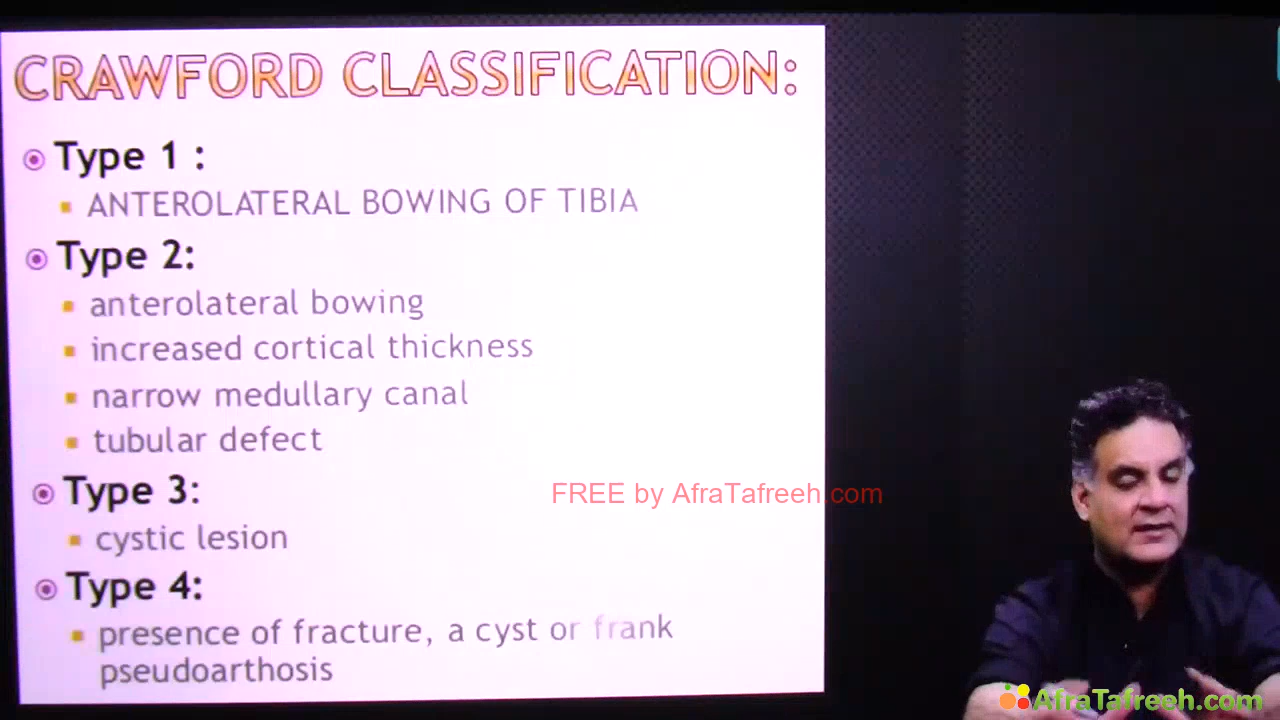 CRAWFORD CLASSIFICATION:
Type 1 :
ANTEROLATERAL BOWING OF TIBIA
Type 2:
anterolateral bowing
increased cortical thickness
narrow medullary canal
tubular defect
Type 3:
cystic lesion
FREE by AfraTafreeh.com
Type 4:
presence of fracture, a cyst or frank
pseudoarthosis
AfraTafreeh.com